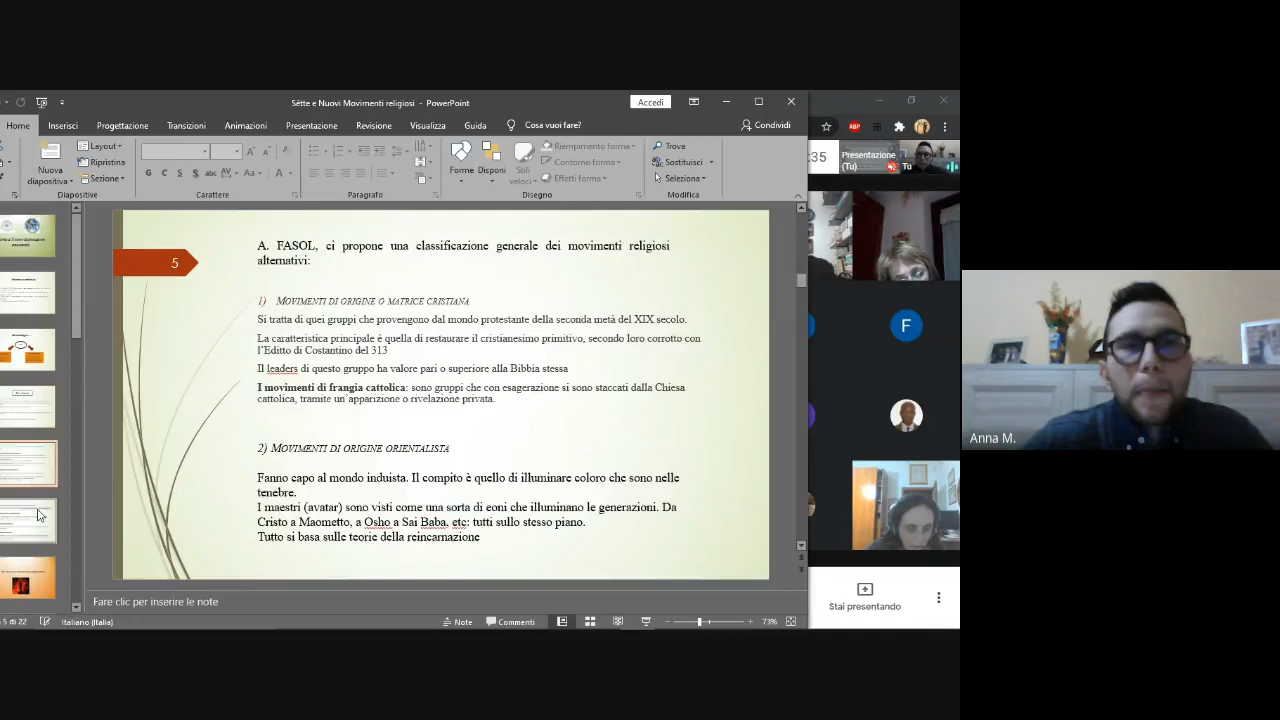 Sètte e Nuovi Movimenti religiosi - PowerPoint
Accedi
Home Inserisci Progettazione Transizioni Animazioni Presentazione Revisione Visualizza Guida Cosa vuoi fare? Condividi
Nuova diapositiva
Layout
Ripristina
Sezione
Diapositive
G C S S abc AV Aa A
Carattere
Paragrafo
Forme
Disponi
Stili veloci
Riempimento forma
Contorno forma
Effetti forma
Disegno
Trova
Sostituisci
Seleziona
Modifica
ABP
:35
Presentazione (Tu)
Tu
5
A. FASOL, ci propone una classificazione generale dei movimenti religiosi
alternativi:
1) MOVIMENTI DI ORIGINE O MATRICE CRISTIANA
Si tratta di quei gruppi che provengono dal mondo protestante della seconda metà del XIX secolo.
La caratteristica principale è quella di restaurare il cristianesimo primitivo, secondo loro corrotto con
l'Editto di Costantino del 313
Il leaders di questo gruppo ha valore pari o superiore alla Bibbia stessa
I movimenti di frangia cattolica: sono gruppi che con esagerazione si sono staccati dalla Chiesa
cattolica, tramite un'apparizione o rivelazione privata.
2) MOVIMENTI DI ORIGINE ORIENTALISTA
Fanno capo al mondo induista. Il compito è quello di illuminare coloro che sono nelle
tenebre.
I maestri (avatar) sono visti come una sorta di eoni che illuminano le generazioni. Da
Cristo a Maometto, a Osho a Sai Baba, etc: tutti sullo stesso piano.
Tutto si basa sulle teorie della reincarnazione
F
Anna M.
Stai presentando
Fare clic per inserire le note
5 di 22 Italiano (Italia) Note Commenti 73%